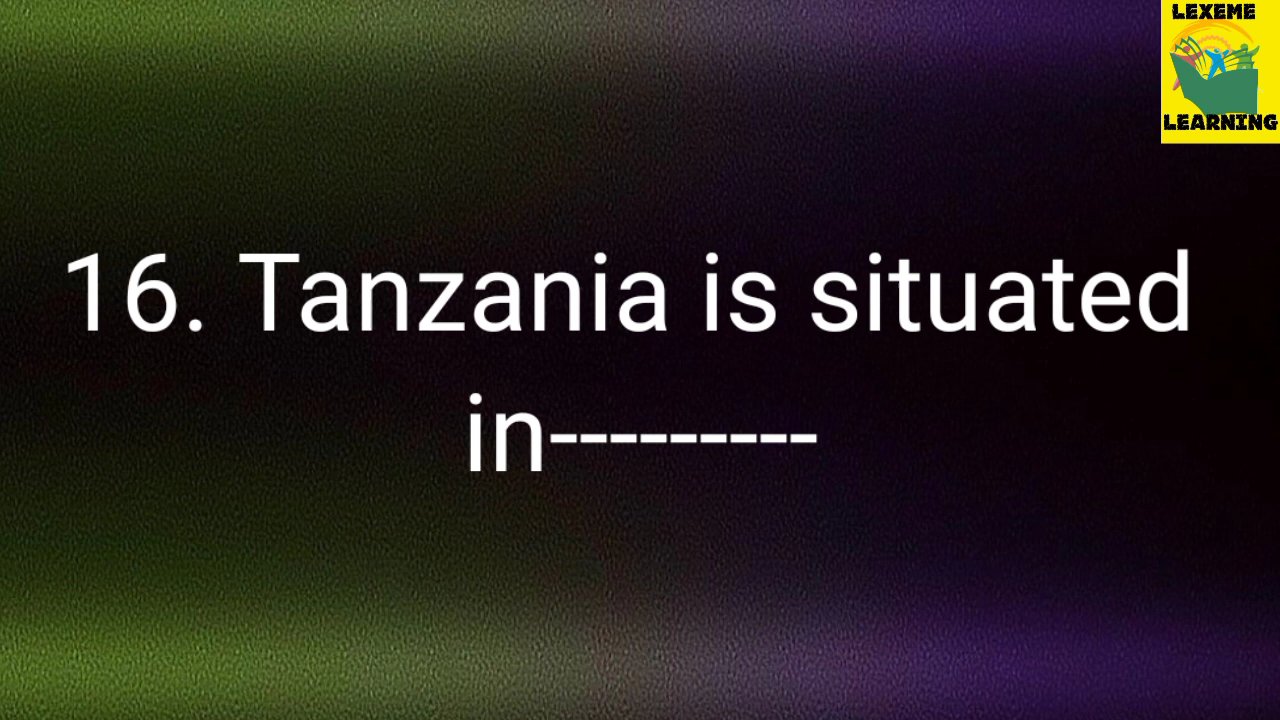 LEXEME
LEARNING
16. Tanzania is situated
in---------